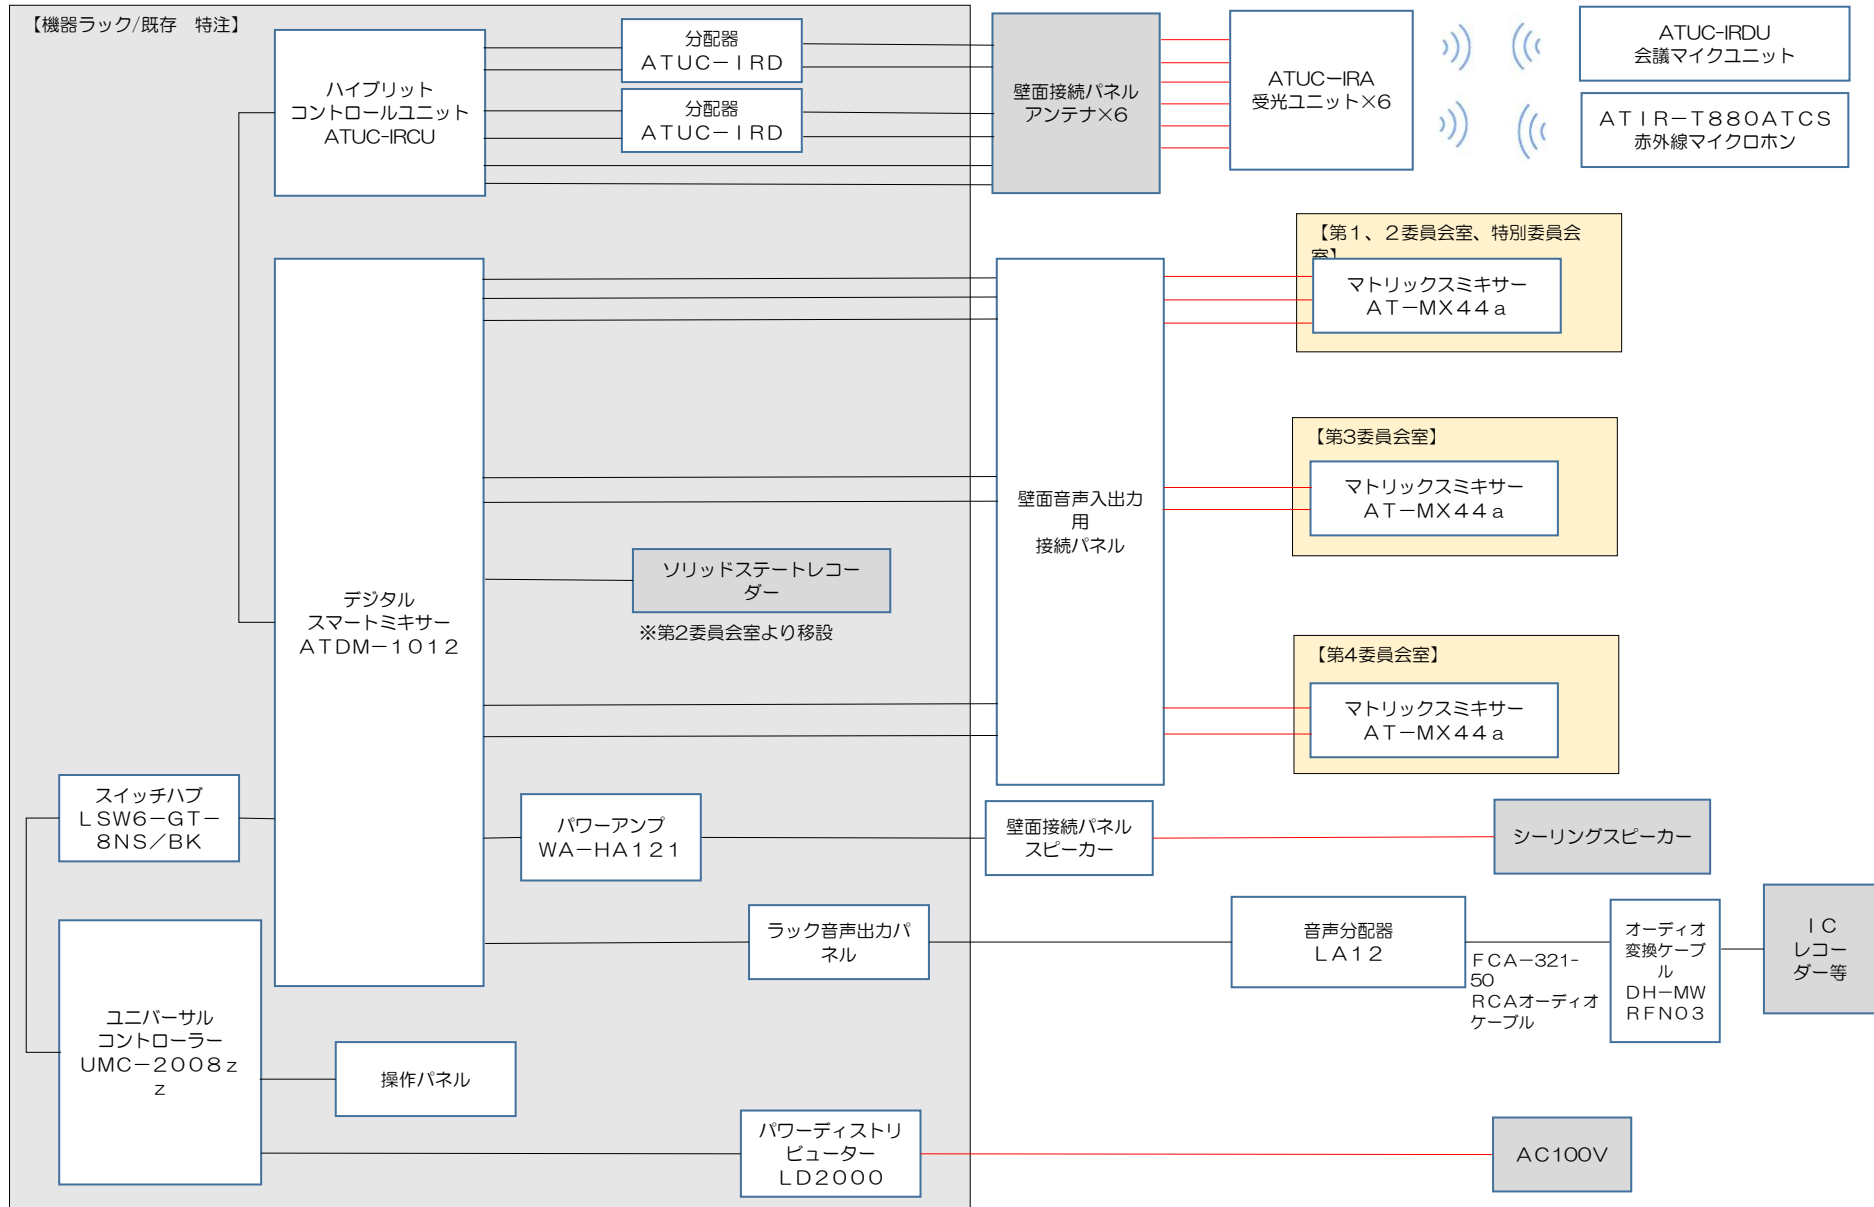 【機器ラック/既存　特注】
ハイブリット
コントロールユニット
ATUC-IRCU
分配器
ＡＴＵＣ－ＩＲＤ
分配器
ＡＴＵＣ－ＩＲＤ
壁面接続パネル
アンテナ×６
ＡＴＵＣ－ＩＲＡ
受光ユニット×６
ATUC-IRDU
会議マイクユニット
ＡＴＩＲ－Ｔ８８０ＡＴＣＳ
赤外線マイクロホン
【第１、２委員会室、特別委員会
室】
マトリックスミキサー
ＡＴ－ＭＸ４４ａ
【第３委員会室】
マトリックスミキサー
ＡＴ－ＭＸ４４ａ
【第４委員会室】
マトリックスミキサー
ＡＴ－ＭＸ４４ａ
壁面音声入出力
用
接続パネル
デジタル
スマートミキサー
ＡＴＤＭ－１０１２
ソリッドステートレコー
ダー
※第2委員会室より移設
スイッチハブ
ＬＳＷ６－ＧＴ－
８ＮＳ／ＢＫ
パワーアンプ
ＷＡ－ＨＡ１２１
壁面接続パネル
スピーカー
シーリングスピーカー
ラック音声出力パ
ネル
音声分配器
ＬＡ１２
ＦＣＡ－321-
50
ＲＣＡオーディオ
ケーブル
オーディオ
変換ケーブ
ル
ＤＨ－ＭＷ
ＲＦＮ０３
ＩＣ
レコー
ダー等
ユニバーサル
コントローラー
ＵＭＣ－２００８ｚ
ｚ
操作パネル
パワーディストリ
ビューター
ＬＤ２０００
ＡＣ１００Ｖ